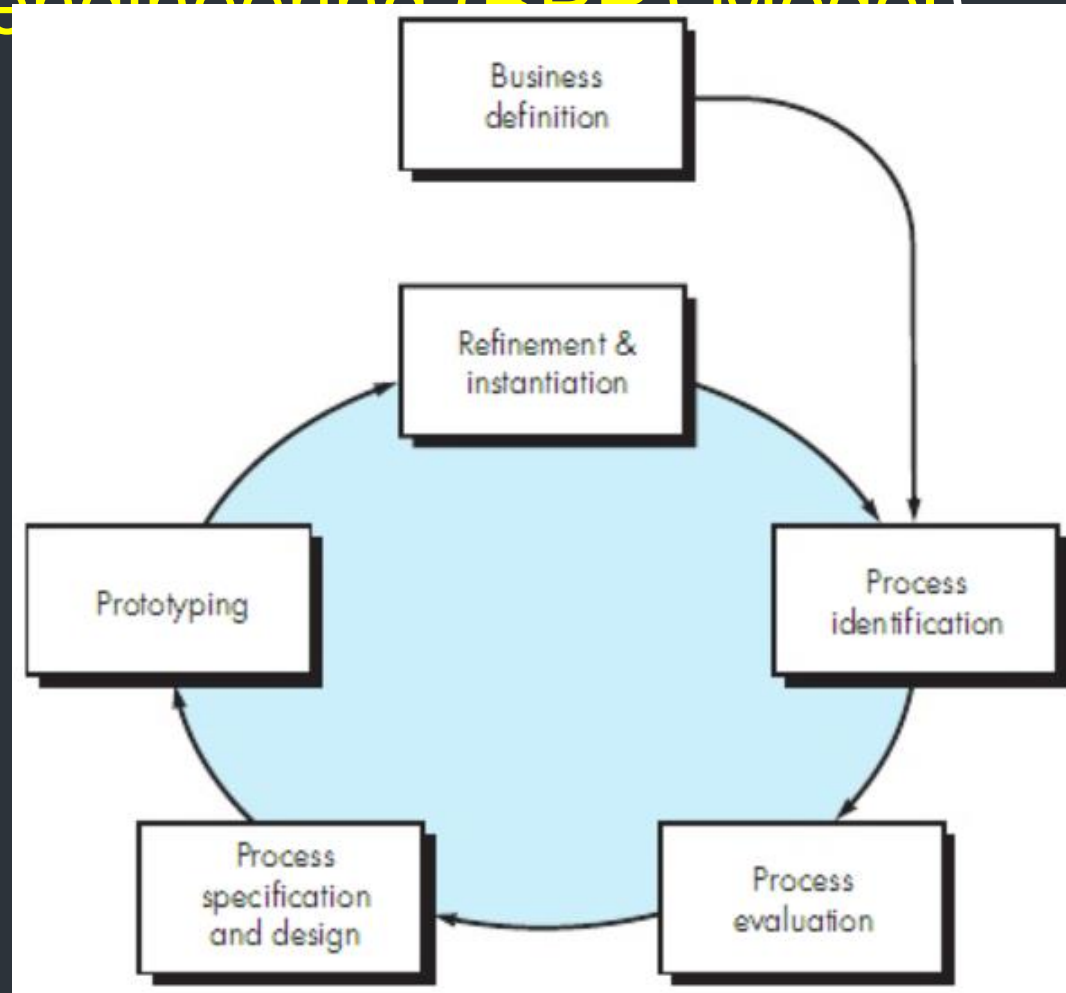 Business
definition
Refinement &
instantiation
Process
identification
Prototyping
Process
evaluation
Process
specification
and design